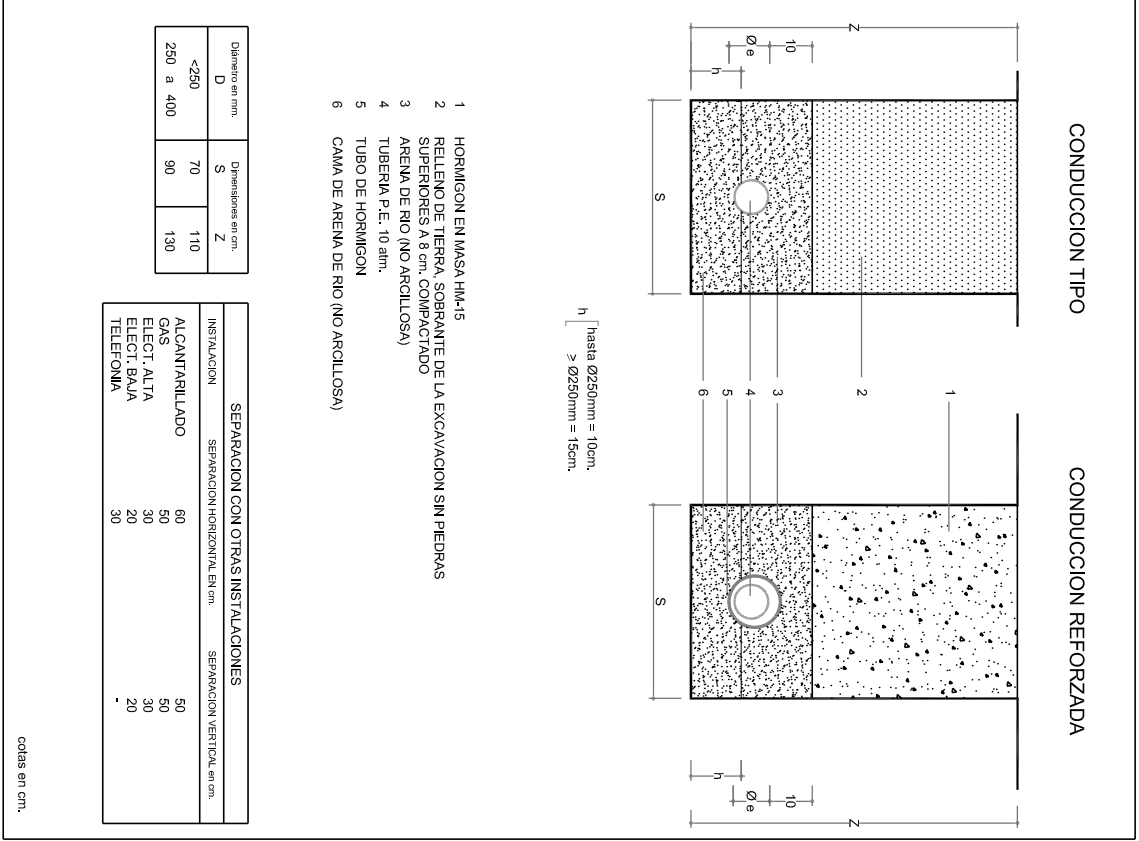 CONDUCCION TIPO
CONDUCCION REFORZADA
Z
10
Ø e
h
S
1
2
3
4
5
6
S
10
Ø e
h
Z
h
hasta Ø250mm = 10cm.
> Ø250mm = 15cm.
1 HORMIGON EN MASA HM-15
2 RELLENO DE TIERRA, SOBRANTE DE LA EXCAVACION SIN PIEDRAS
SUPERIORES A 8 cm. COMPACTADO
3 ARENA DE RIO (NO ARCILLOSA)
4 TUBERIA P.E. 10 atm.
5 TUBO DE HORMIGON
6 CAMA DE ARENA DE RIO (NO ARCILLOSA)
Diámetro en mm. Dimensiones en cm.
D S Z
<250 70 110
250 a 400 90 130
SEPARACION CON OTRAS INSTALACIONES
INSTALACION SEPARACION HORIZONTAL EN cm. SEPARACION VERTICAL en cm.
ALCANTARILLADO 60 50
GAS 50 50
ELECT. ALTA 30 30
ELECT. BAJA 20 20
TELEFONIA 30 -
cotas en cm.